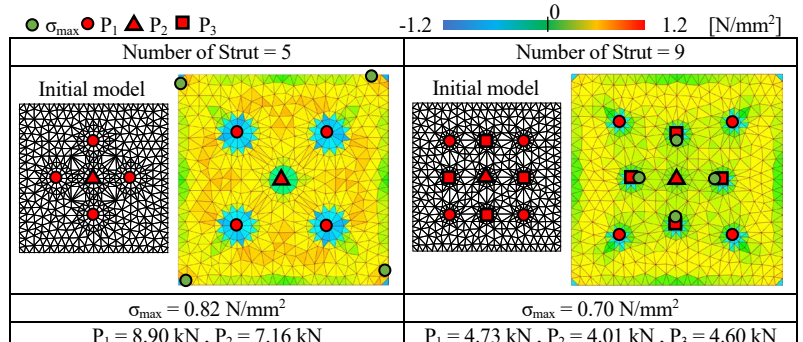 σmax P1 P2 P3 -1.2 0 1.2 [N/mm²]
Number of Strut = 5 Number of Strut = 9
Initial model Initial model
σmax = 0.82 N/mm² σmax = 0.70 N/mm²
P1 = 8.90 kN , P2 = 7.16 kN P1 = 4.73 kN , P2 = 4.01 kN , P3 = 4.60 kN